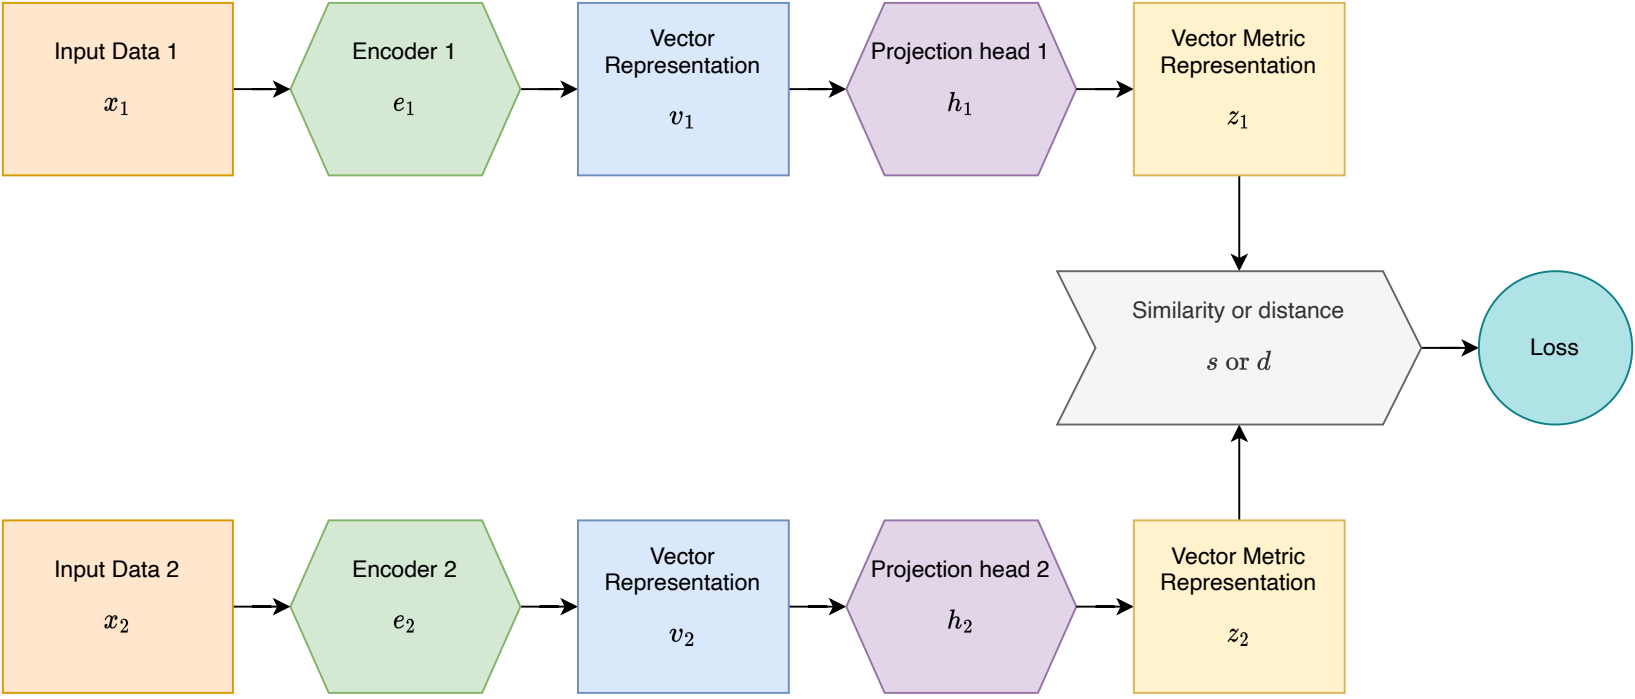 Input Data 1
x₁
Encoder 1
e₁
Vector
Representation
v₁
Projection head 1
h₁
Vector Metric
Representation
z₁
Similarity or distance
s or d
Loss
Input Data 2
x₂
Encoder 2
e₂
Vector
Representation
v₂
Projection head 2
h₂
Vector Metric
Representation
z₂